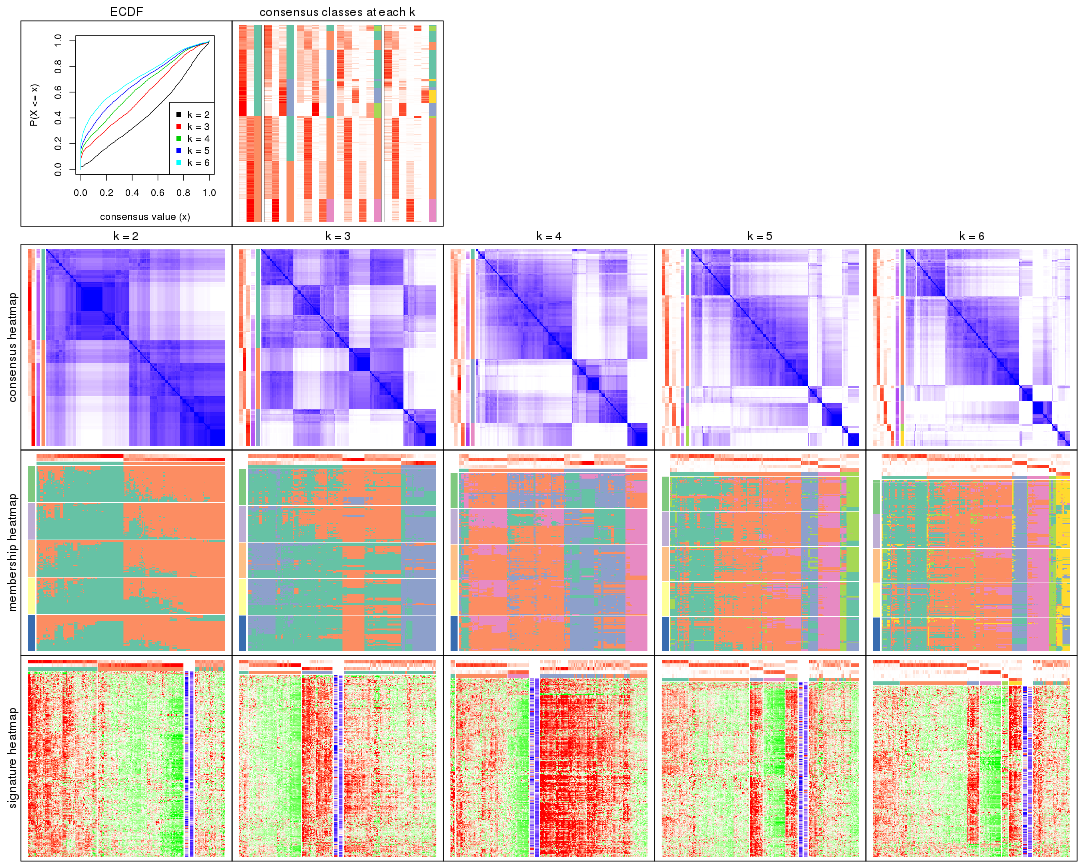 ECDF
consensus classes at each k
P(X <= x)
0.0 0.2 0.4 0.6 0.8 1.0
k = 2
k = 3
k = 4
k = 5
k = 6
0.0 0.2 0.4 0.6 0.8 1.0
consensus value (x)
k = 2 k = 3 k = 4 k = 5 k = 6
consensus heatmap
membership heatmap
signature heatmap